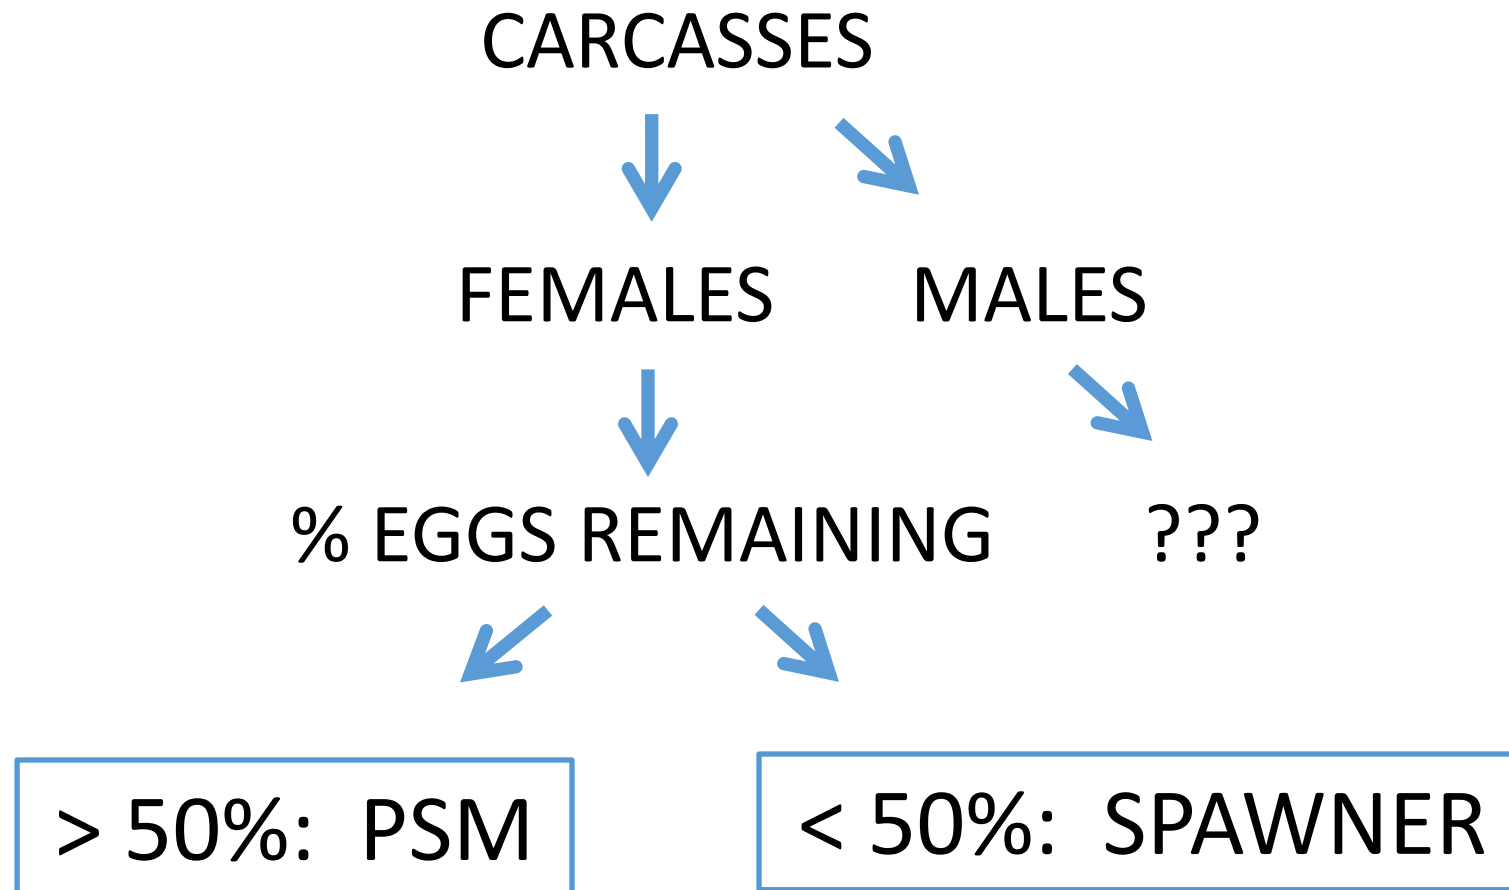 CARCASSES
FEMALES MALES
% EGGS REMAINING ???
> 50%: PSM < 50%: SPAWNER